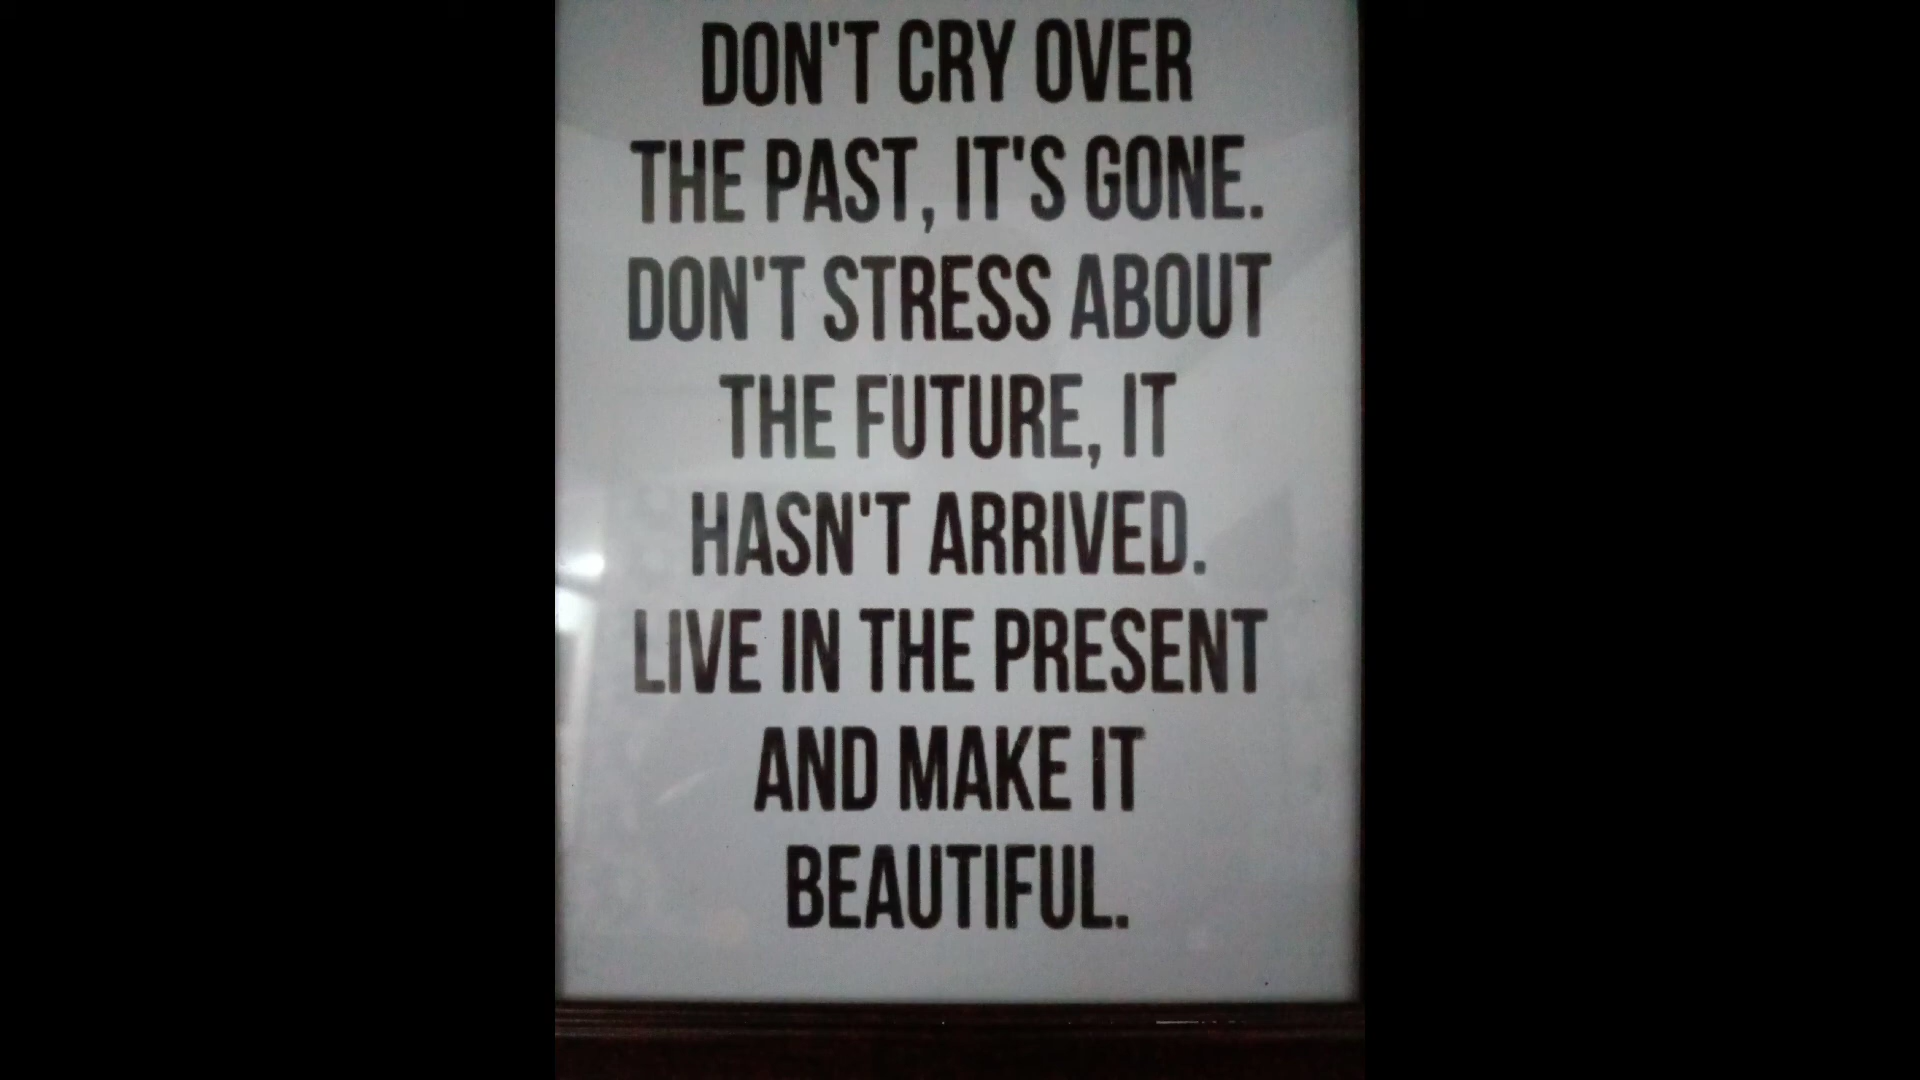 DON'T CRY OVER
THE PAST, IT'S GONE.
DON'T STRESS ABOUT
THE FUTURE, IT
HASN'T ARRIVED.
LIVE IN THE PRESENT
AND MAKE IT
BEAUTIFUL.